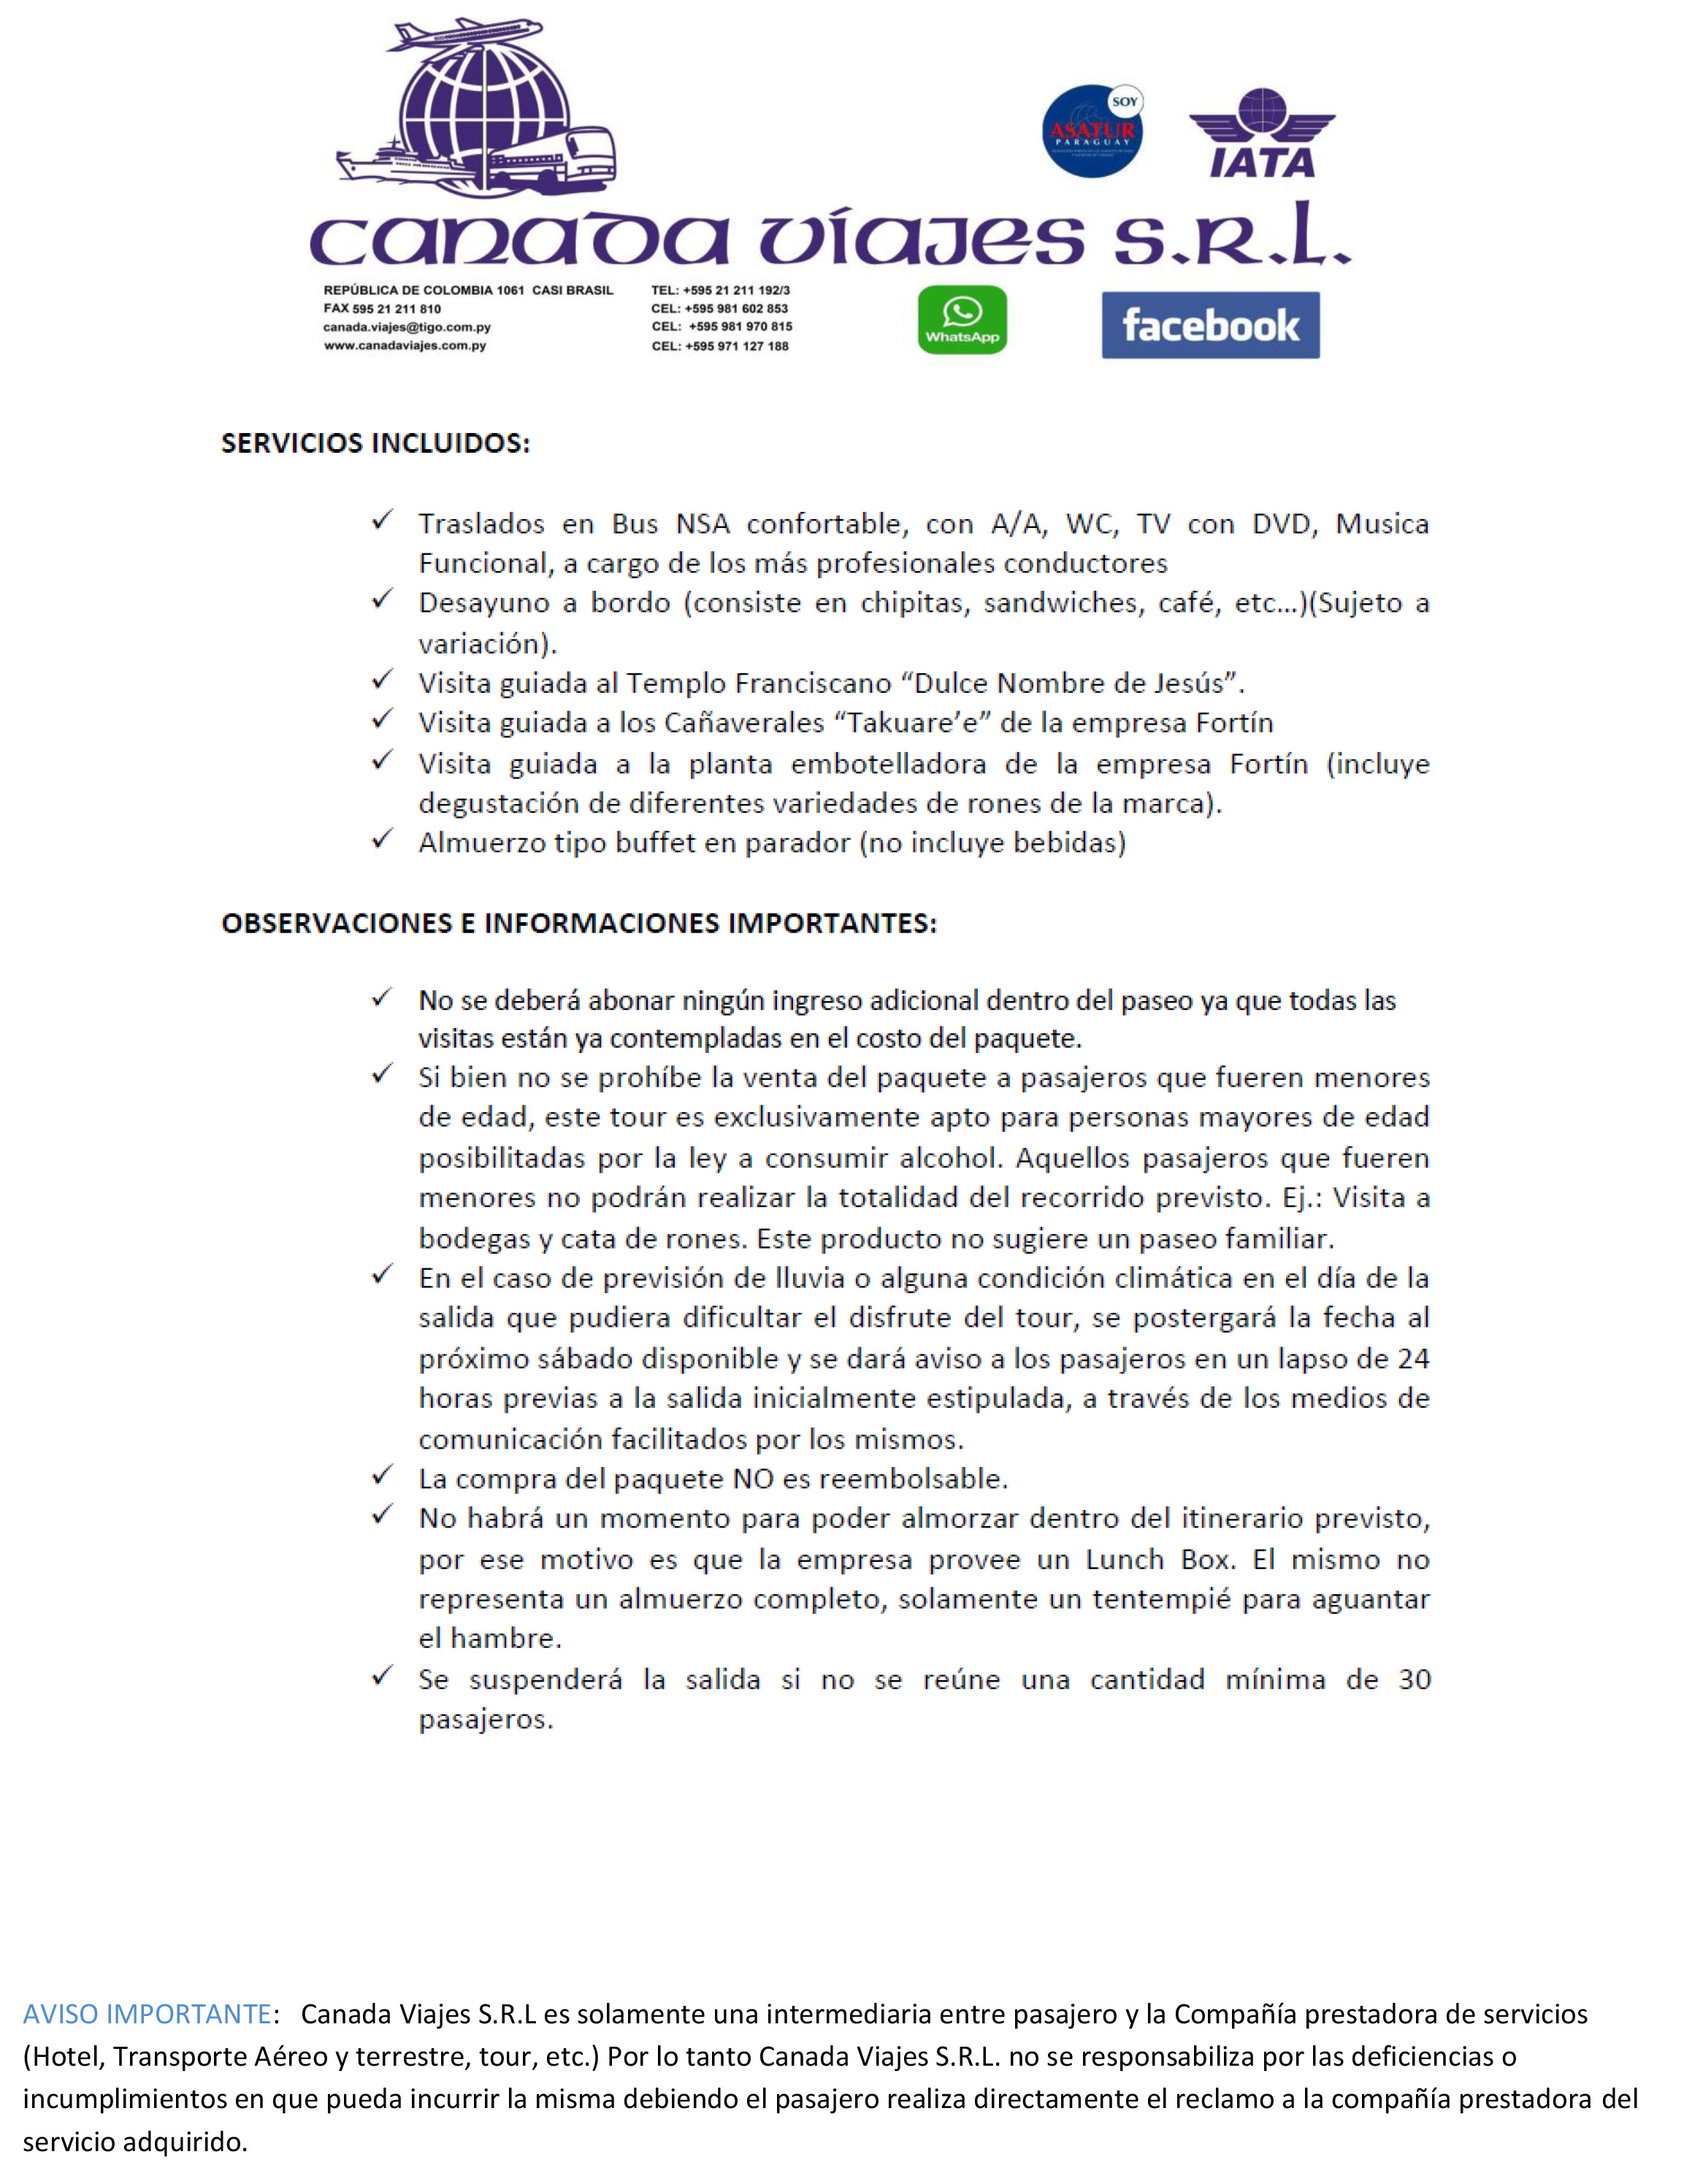 SOY
ASATUR
PARAGUAY
IATA
CANADA VÍAJES S.R.L.
REPÚBLICA DE COLOMBIA 1061 CASI BRASIL
FAX 595 21 211 810
canada.viajes@tigo.com.py
www.canadaviajes.com.py
TEL: +595 21 211 192/3
CEL: +595 981 602 853
CEL: +595 981 970 815
CEL: +595 971 127 188
WhatsApp
facebook
SERVICIOS INCLUIDOS:
✓ Traslados en Bus NSA confortable, con A/A, WC, TV con DVD, Musica
Funcional, a cargo de los más profesionales conductores
✓ Desayuno a bordo (consiste en chipitas, sandwiches, café, etc...)(Sujeto a
variación).
✓ Visita guiada al Templo Franciscano “Dulce Nombre de Jesús”.
✓ Visita guiada a los Cañaverales “Takuare’e” de la empresa Fortín
✓ Visita guiada a la planta embotelladora de la empresa Fortín (incluye
degustación de diferentes variedades de rones de la marca).
✓ Almuerzo tipo buffet en parador (no incluye bebidas)
OBSERVACIONES E INFORMACIONES IMPORTANTES:
✓ No se deberá abonar ningún ingreso adicional dentro del paseo ya que todas las
visitas están ya contempladas en el costo del paquete.
✓ Si bien no se prohíbe la venta del paquete a pasajeros que fueren menores
de edad, este tour es exclusivamente apto para personas mayores de edad
posibilitadas por la ley a consumir alcohol. Aquellos pasajeros que fueren
menores no podrán realizar la totalidad del recorrido previsto. Ej.: Visita a
bodegas y cata de rones. Este producto no sugiere un paseo familiar.
✓ En el caso de previsión de lluvia o alguna condición climática en el día de la
salida que pudiera dificultar el disfrute del tour, se postergará la fecha al
próximo sábado disponible y se dará aviso a los pasajeros en un lapso de 24
horas previas a la salida inicialmente estipulada, a través de los medios de
comunicación facilitados por los mismos.
✓ La compra del paquete NO es reembolsable.
✓ No habrá un momento para poder almorzar dentro del itinerario previsto,
por ese motivo es que la empresa provee un Lunch Box. El mismo no
representa un almuerzo completo, solamente un tentempié para aguantar
el hambre.
✓ Se suspenderá la salida si no se reúne una cantidad mínima de 30
pasajeros.
AVISO IMPORTANTE: Canada Viajes S.R.L es solamente una intermediaria entre pasajero y la Compañía prestadora de servicios
(Hotel, Transporte Aéreo y terrestre, tour, etc.) Por lo tanto Canada Viajes S.R.L. no se responsabiliza por las deficiencias o
incumplimientos en que pueda incurrir la misma debiendo el pasajero realiza directamente el reclamo a la compañía prestadora del
servicio adquirido.